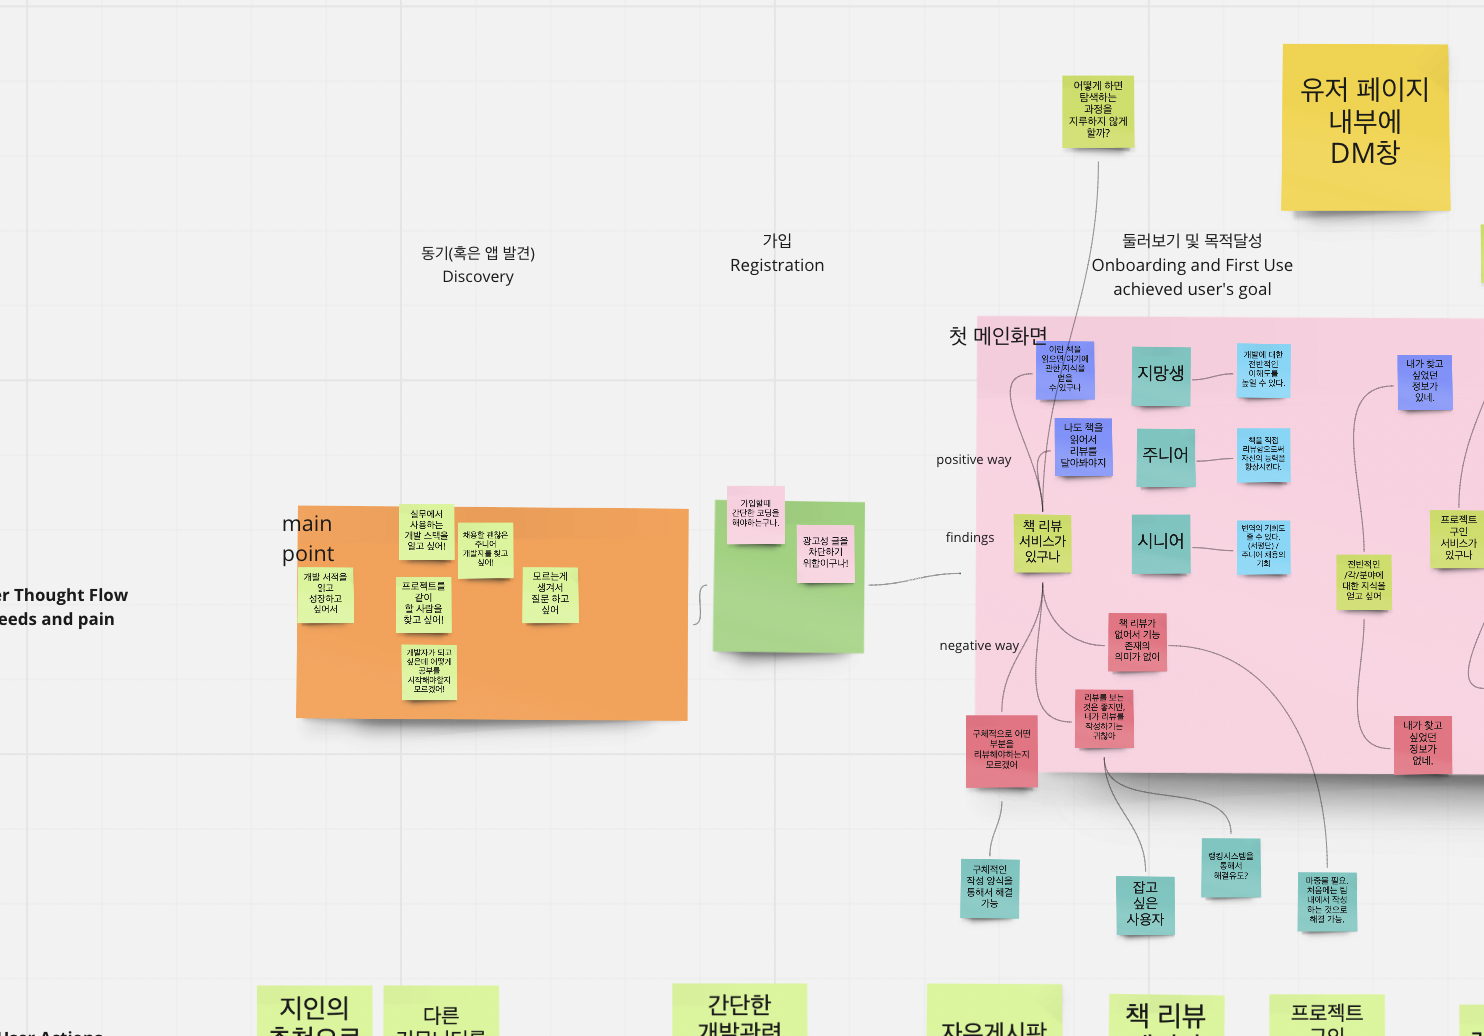 어떻게 하면
탐색하는
과정을
지루하지 않게
할까?
유저 페이지
내부에
DM창
동기(혹은 앱 발견)
Discovery
가입
Registration
둘러보기 및 목적달성
Onboarding and First Use
achieved user's goal
첫 메인화면
이런 책을
읽으면 여기에
관한 지식을
얻을
수 있구나
지망생
개발에 대한
전반적인
이해도를
높일 수 있다.
내가 찾고
싶었던
정보가
있네.
나도 책을
읽어서
리뷰를
달아봐야지
주니어
책을 직접
리뷰함으로써
자신의 능력을
향상시킨다.
positive way
findings
negative way
책 리뷰
서비스가
있구나
시니어
번역의 기회도
줄 수 있다.
(서평단) /
주니어 채용의
기회
프로젝트
구인
서비스가
있구나
전반적인
/각/분야에
대한 지식을
얻고 싶어
main
point
실무에서
사용하는
개발 스택을
알고 싶어!
채용할 괜찮은
주니어
개발자를 찾고
싶어!
개발 서적을
읽고
성장하고
싶어서
프로젝트를
같이
할 사람을
찾고 싶어!
모르는게
생겨서
질문 하고
싶어
개발자가 되고
싶은데 어떻게
공부를
시작해야할지
모르겠어!
가입할때
간단한 코딩을
해야하는구나.
광고성 글을
차단하기
위함이구나!
er Thought Flow
eeds and pain
책 리뷰가
없어서 기능
존재의
의미가 없어
리뷰를 보는
것은 좋지만,
내가 리뷰를
작성하기는
귀찮아
구체적으로 어떤
부분을
리뷰해야하는지
모르겠어
내가 찾고
싶었던
정보가
없네.
구체적인
작성 양식을
통해서 해결
가능
잡고
싶은
사용자
랭킹시스템을
통해서
해결유도?
마중물 필요.
처음에는 팀
내에서 작성
하는 것으로
해결 가능.
지인의
추천으로
다른
커뮤니티를
간단한
개발관련
자유게시판
책 리뷰
프로젝트
구인
User Actions